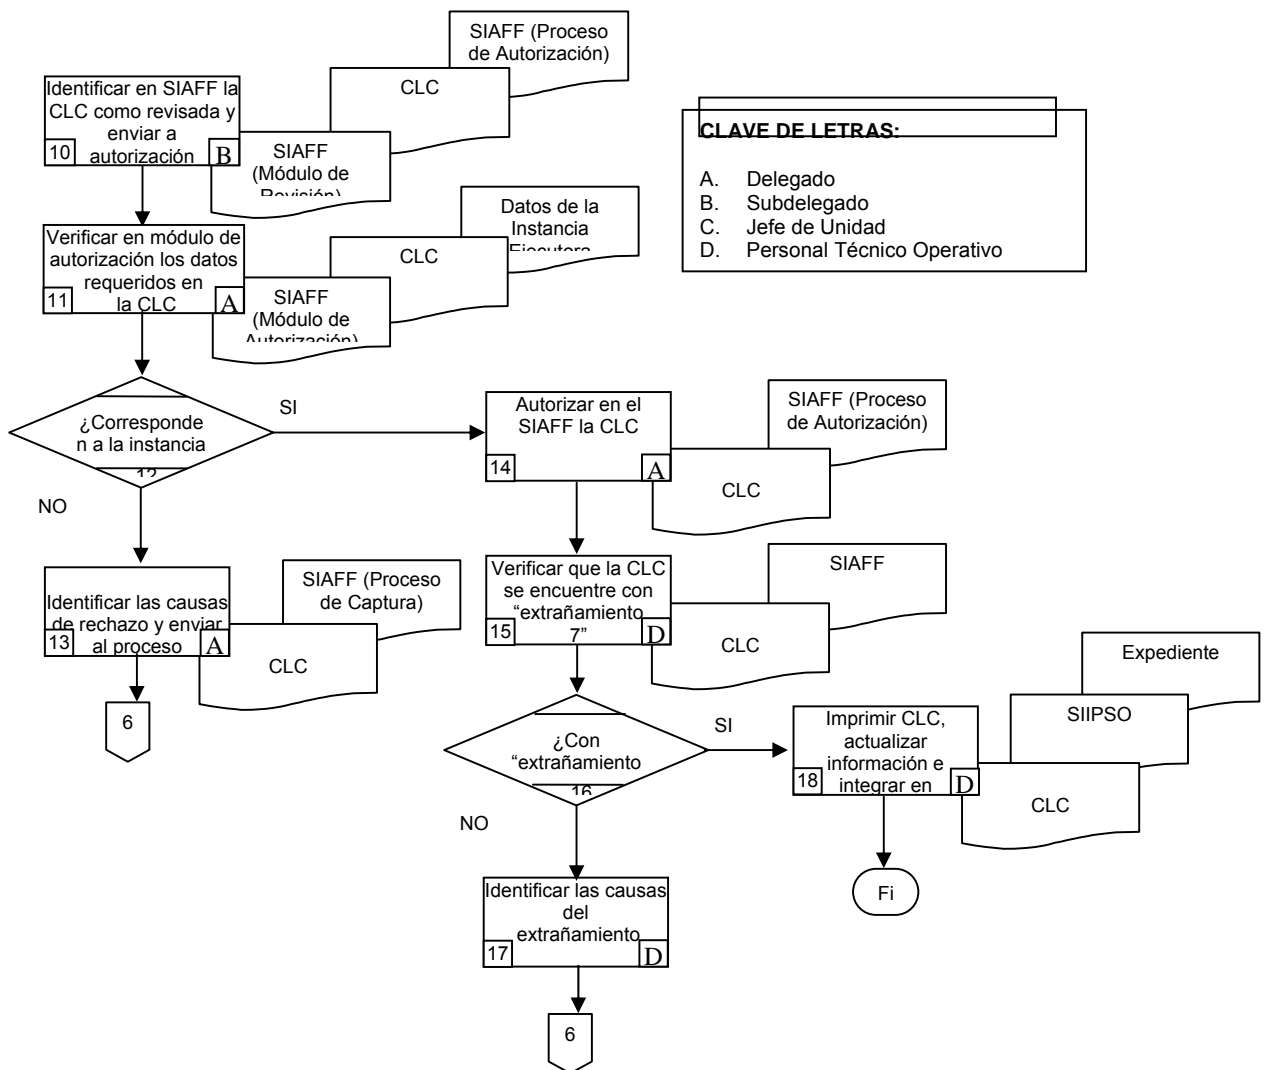 SIAFF (Proceso
de Autorización)
CLC
Identificar en SIAFF la
CLC como revisada y
enviar a
autorización
10
B
SIAFF
(Módulo de
Revisión)
CLAVE DE LETRAS:
A. Delegado
B. Subdelegado
C. Jefe de Unidad
D. Personal Técnico Operativo
Datos de la
Instancia
Ejecutora
CLC
Verificar en módulo de
autorización los datos
requeridos en
la CLC
11
A
SIAFF
(Módulo de
Autorización)
¿Corresponde
n a la instancia
12
SI
NO
Autorizar en el
SIAFF la CLC
14
A
SIAFF (Proceso
de Autorización)
CLC
Identificar las causas
de rechazo y enviar
al proceso
13
A
SIAFF (Proceso
de Captura)
CLC
6
Verificar que la CLC
se encuentre con
“extrañamiento
7”
15
D
SIAFF
CLC
¿Con
“extrañamiento
16
SI
NO
Imprimir CLC,
actualizar
información e
integrar en
18
D
Expediente
SIIPSO
CLC
Fi
Identificar las causas
del
extrañamiento
17
D
6